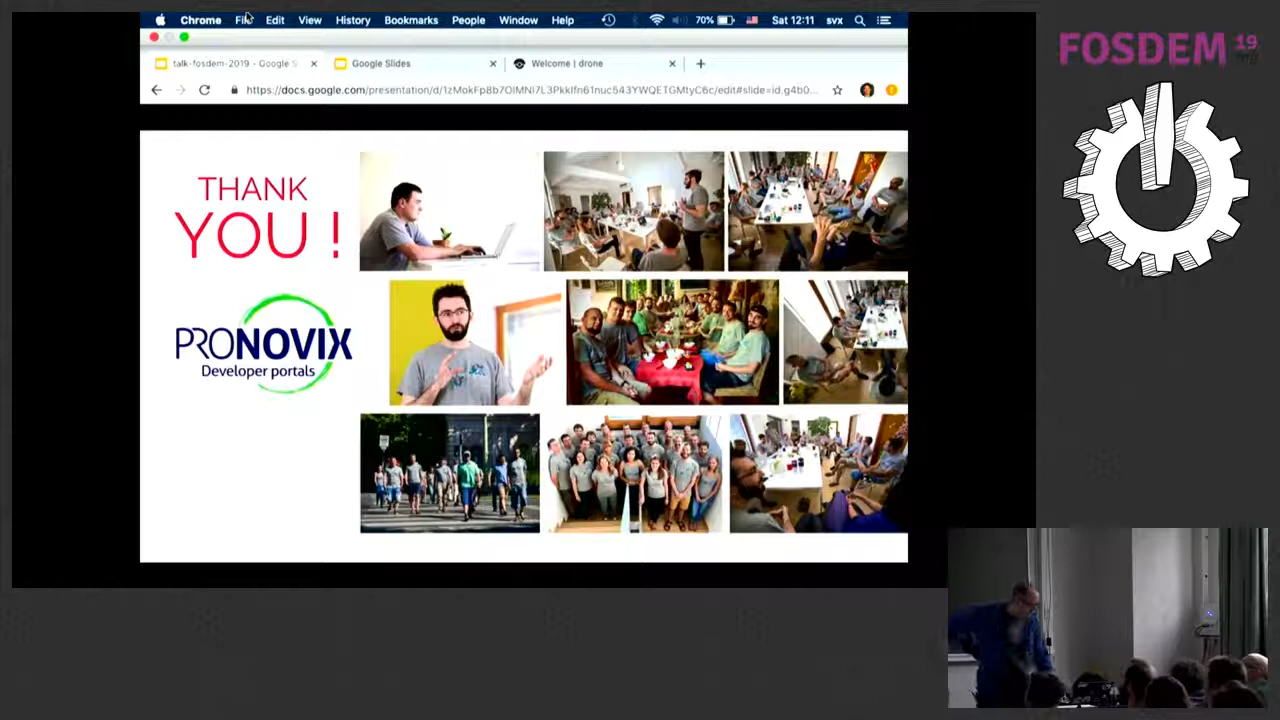 Chrome File Edit View History Bookmarks People Window Help 70% Sat 12:11 svx
talk-fosdem-2019 - Google S
Google Slides
Welcome | drone
THANK
YOU !
PRONOVIX
Developer portals
FOSDEM 19